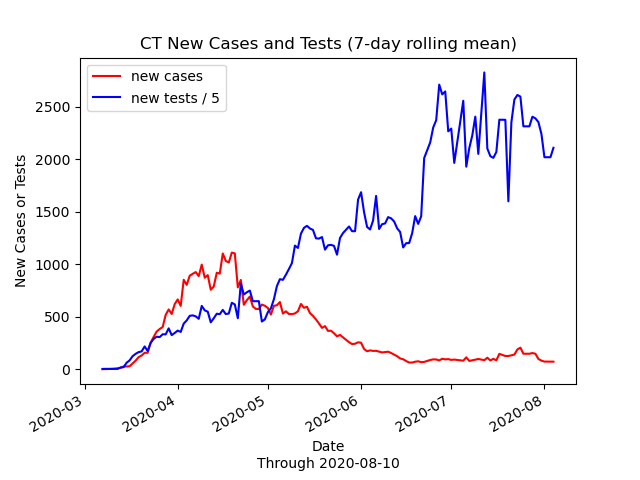 CT New Cases and Tests (7-day rolling mean)
new cases
new tests / 5
New Cases or Tests
2500
2000
1500
1000
500
0
2020-03
2020-04
2020-05
2020-06
2020-07
2020-08
Date
Through 2020-08-10